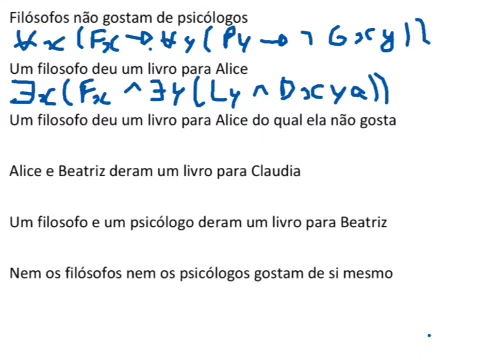 Filósofos não gostam de psicólogos
∀x(Fx → ∀y(Py → ¬Gxy))
Um filosofo deu um livro para Alice
∃x(Fx ∧ ∃y(Ly ∧ Dxya))
Um filosofo deu um livro para Alice do qual ela não gosta
Alice e Beatriz deram um livro para Claudia
Um filosofo e um psicólogo deram um livro para Beatriz
Nem os filósofos nem os psicólogos gostam de si mesmo